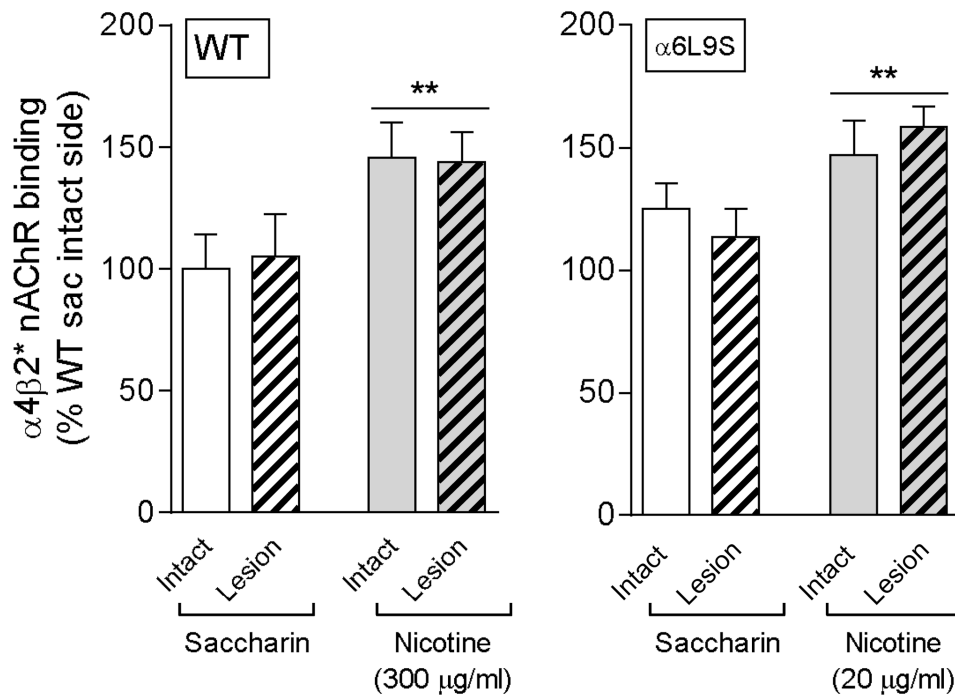 α4β2* nAChR binding
(% WT sac intact side)
WT
200
150
100
50
0
**
Intact
Lesion
Intact
Lesion
Saccharin
Nicotine
(300 μg/ml)
α6L9S
200
150
100
50
0
**
Intact
Lesion
Intact
Lesion
Saccharin
Nicotine
(20 μg/ml)